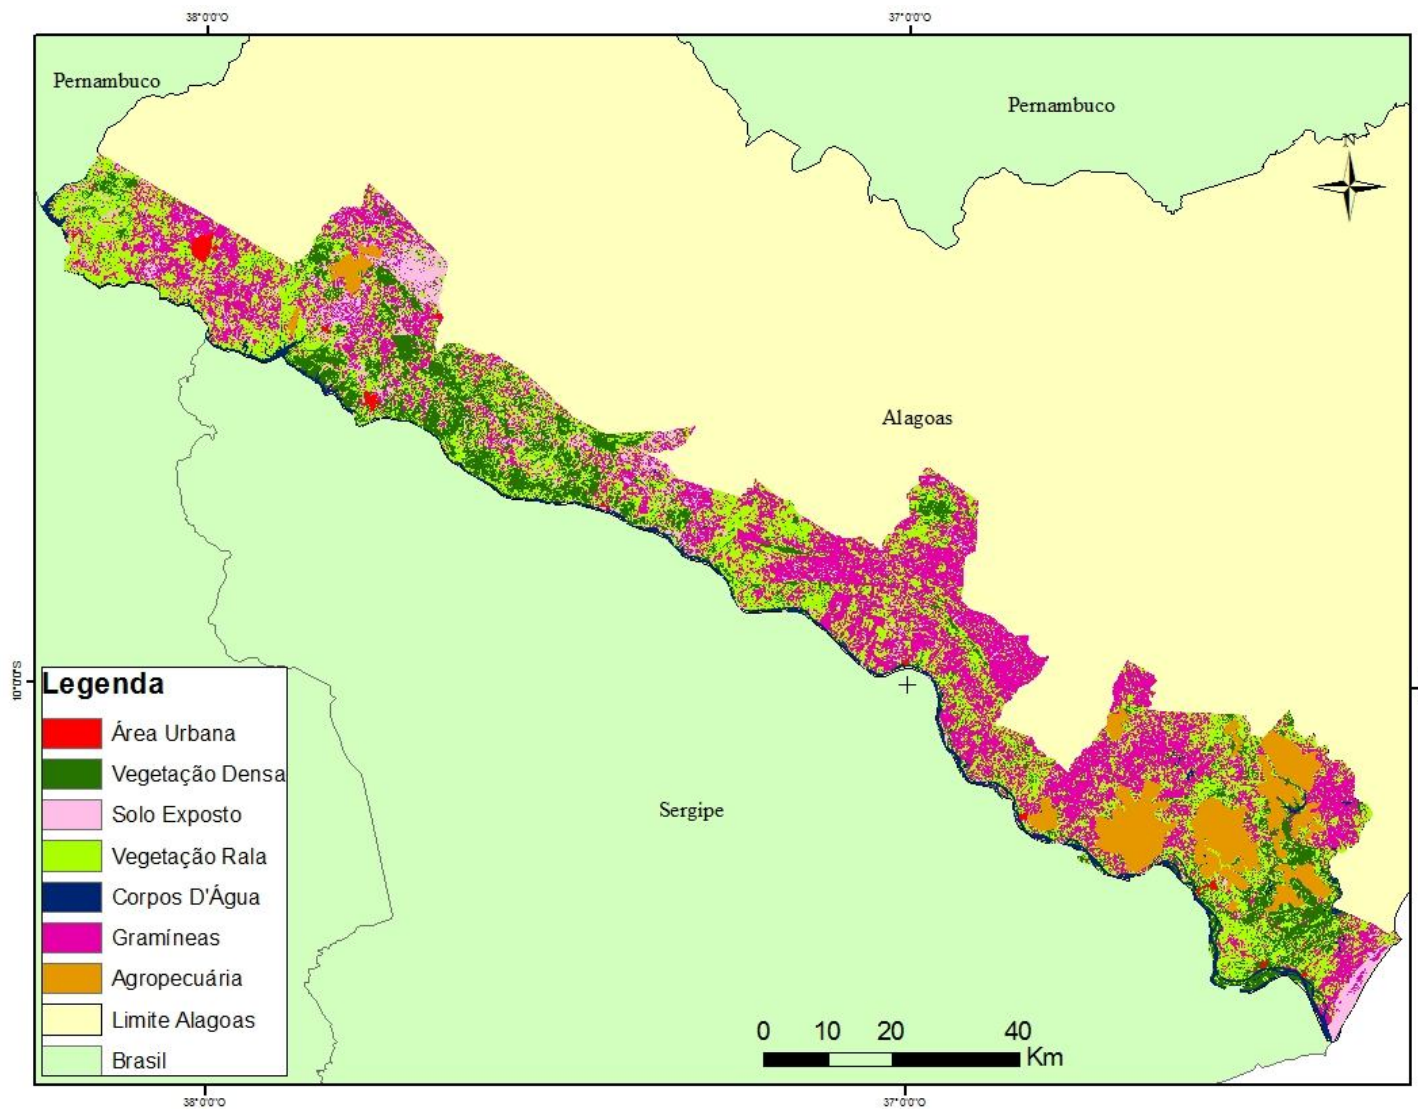 38°0'0"O
37°0'0"O
Pernambuco
Pernambuco
N
Alagoas
10°0'0"S
Sergipe
Legenda
Área Urbana
Vegetação Densa
Solo Exposto
Vegetação Rala
Corpos D'Água
Gramíneas
Agropecuária
Limite Alagoas
Brasil
0 10 20 40
Km
38°0'0"O
37°0'0"O